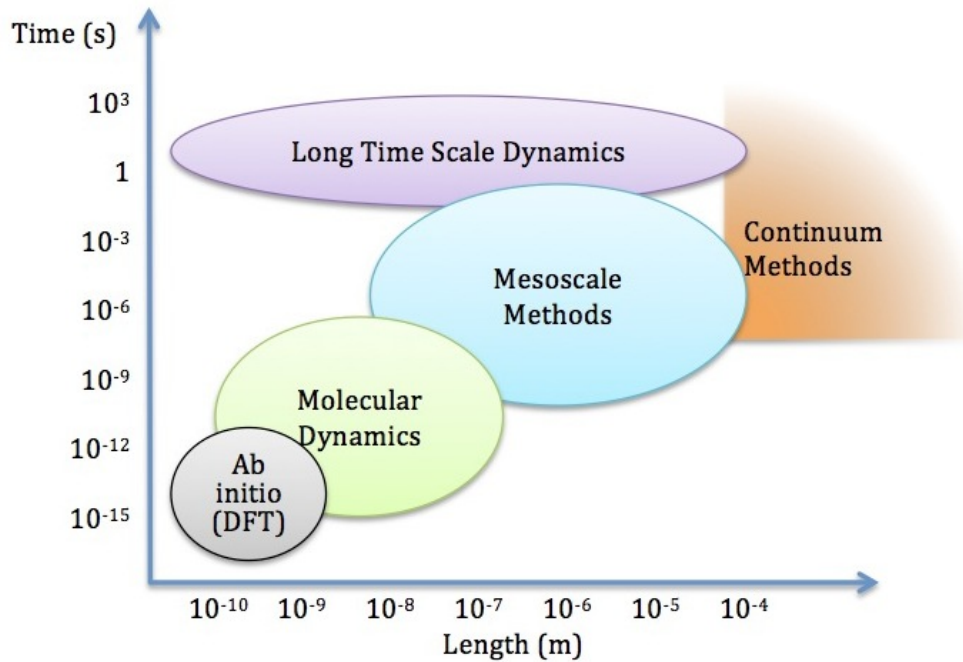 Time (s)
10³
1
10⁻³
10⁻⁶
10⁻⁹
10⁻¹²
10⁻¹⁵
Long Time Scale Dynamics
Continuum
Methods
Mesoscale
Methods
Molecular
Dynamics
Ab
initio
(DFT)
10⁻¹⁰ 10⁻⁹ 10⁻⁸ 10⁻⁷ 10⁻⁶ 10⁻⁵ 10⁻⁴
Length (m)